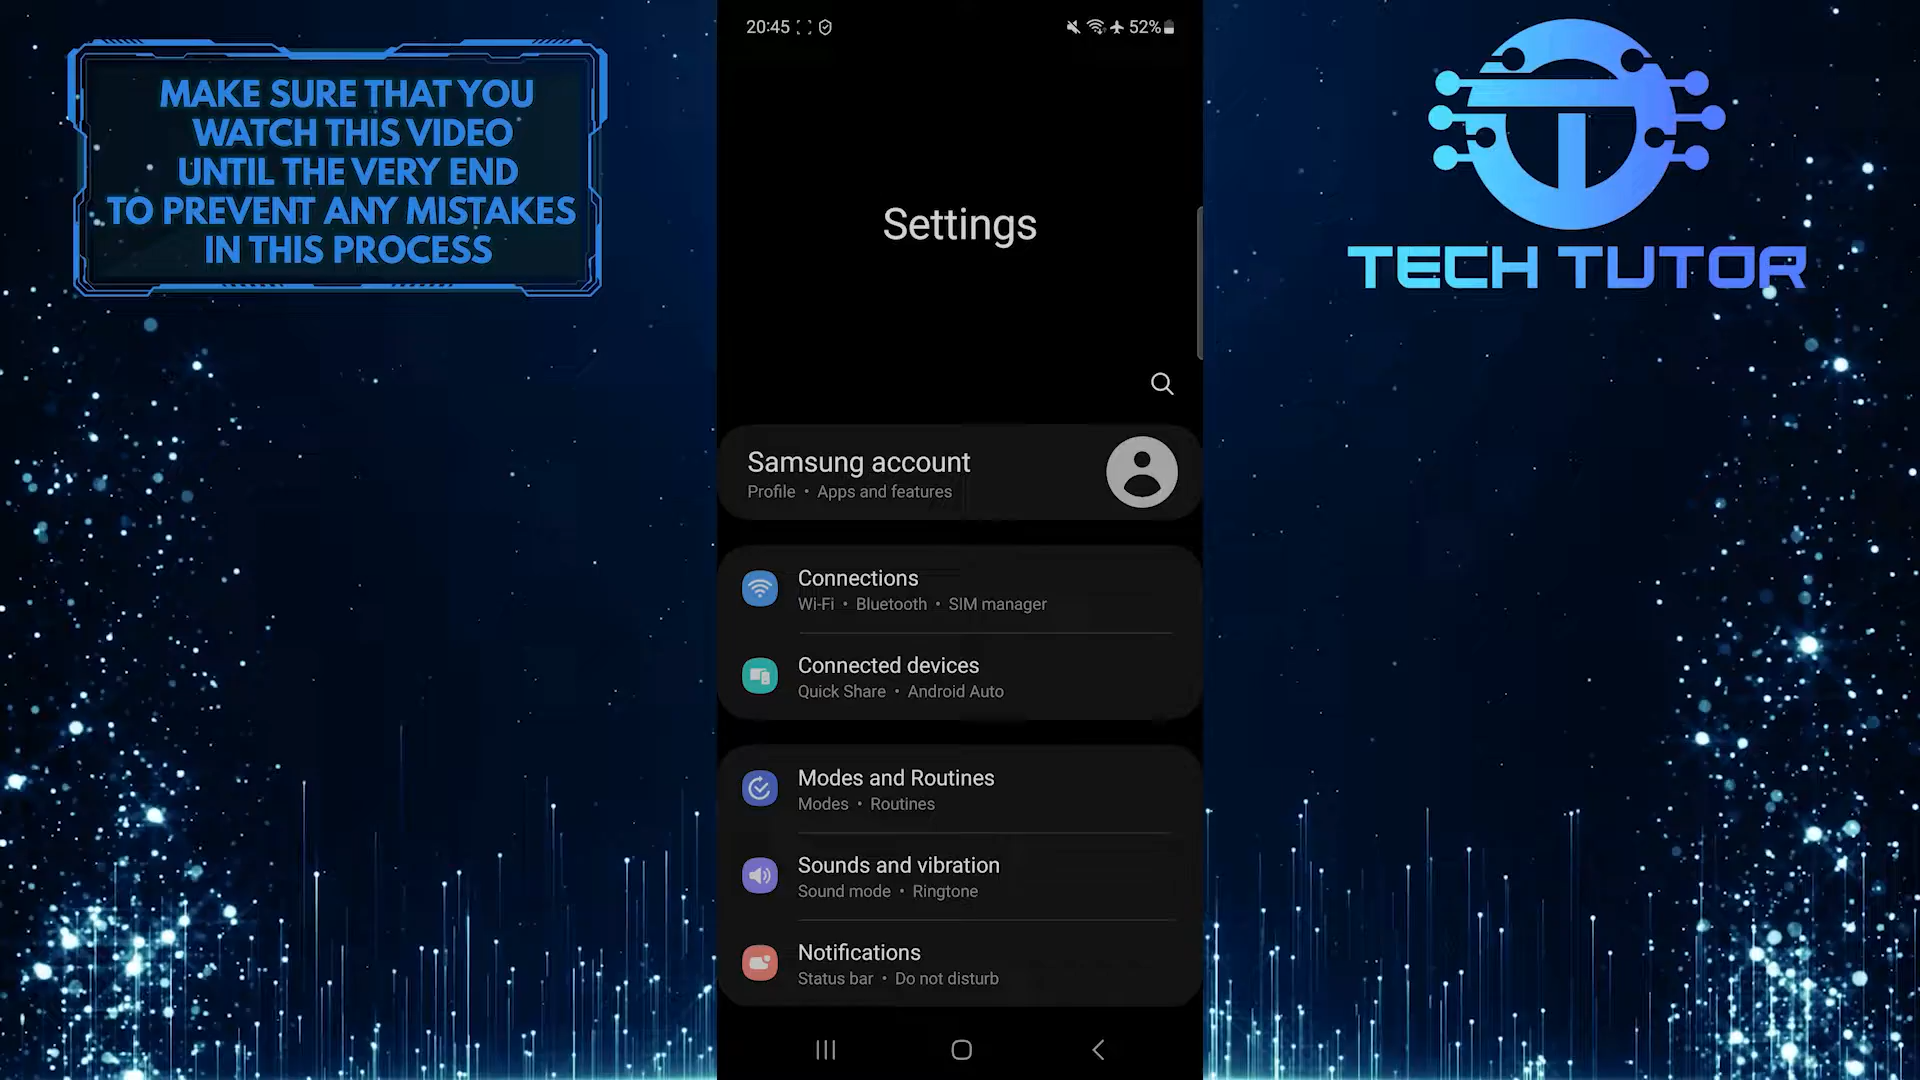 MAKE SURE THAT YOU
WATCH THIS VIDEO
UNTIL THE VERY END
TO PREVENT ANY MISTAKES
IN THIS PROCESS
20:45
52%
Settings
Samsung account
Profile • Apps and features
Connections
Wi-Fi • Bluetooth • SIM manager
Connected devices
Quick Share • Android Auto
Modes and Routines
Modes • Routines
Sounds and vibration
Sound mode • Ringtone
Notifications
Status bar • Do not disturb
TECH TUTOR